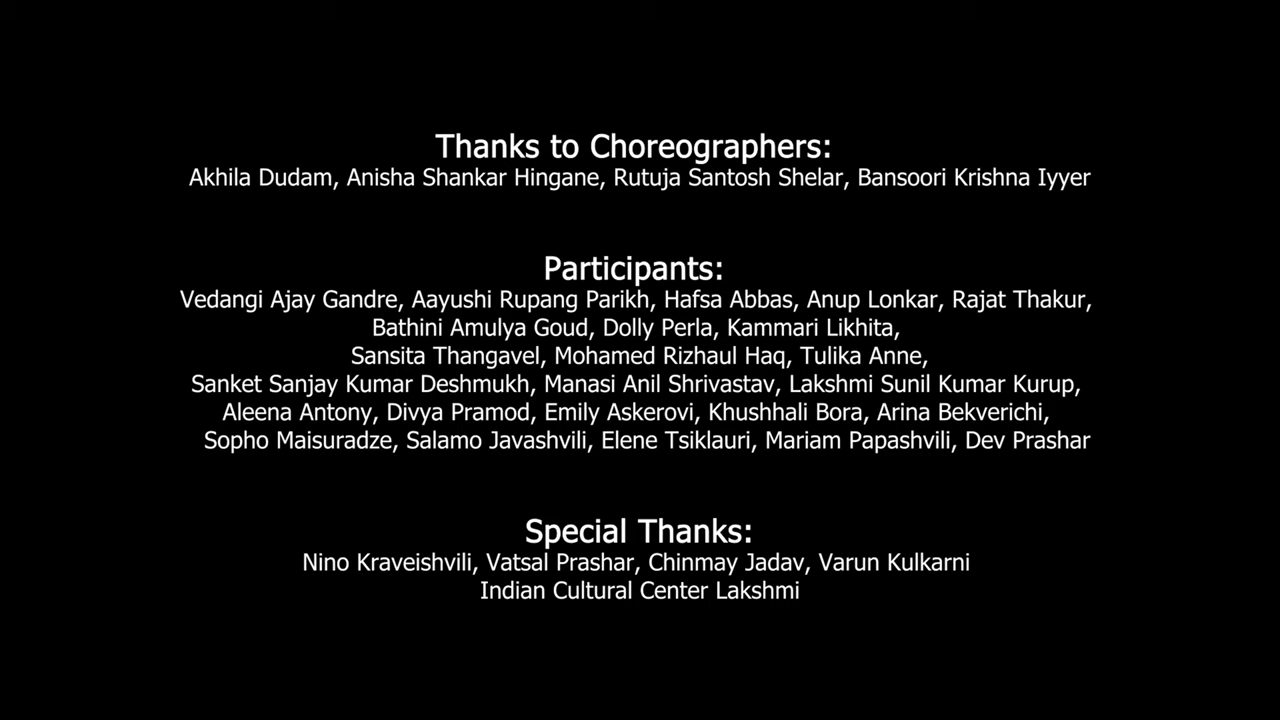 Thanks to Choreographers:
Akhila Dudam, Anisha Shankar Hingane, Rutuja Santosh Shelar, Bansoori Krishna Iyyer
Participants:
Vedangi Ajay Gandre, Aayushi Rupang Parikh, Hafsa Abbas, Anup Lonkar, Rajat Thakur,
Bathini Amulya Goud, Dolly Perla, Kammari Likhita,
Sansita Thangavel, Mohamed Rizhaul Haq, Tulika Anne,
Sanket Sanjay Kumar Deshmukh, Manasi Anil Shrivastav, Lakshmi Sunil Kumar Kurup,
Aleena Antony, Divya Pramod, Emily Askerovi, Khushhali Bora, Arina Bekverichi,
Sopho Maisuradze, Salamo Javashvili, Elene Tsiklauri, Mariam Papashvili, Dev Prashar
Special Thanks:
Nino Kraveishvili, Vatsal Prashar, Chinmay Jadav, Varun Kulkarni
Indian Cultural Center Lakshmi